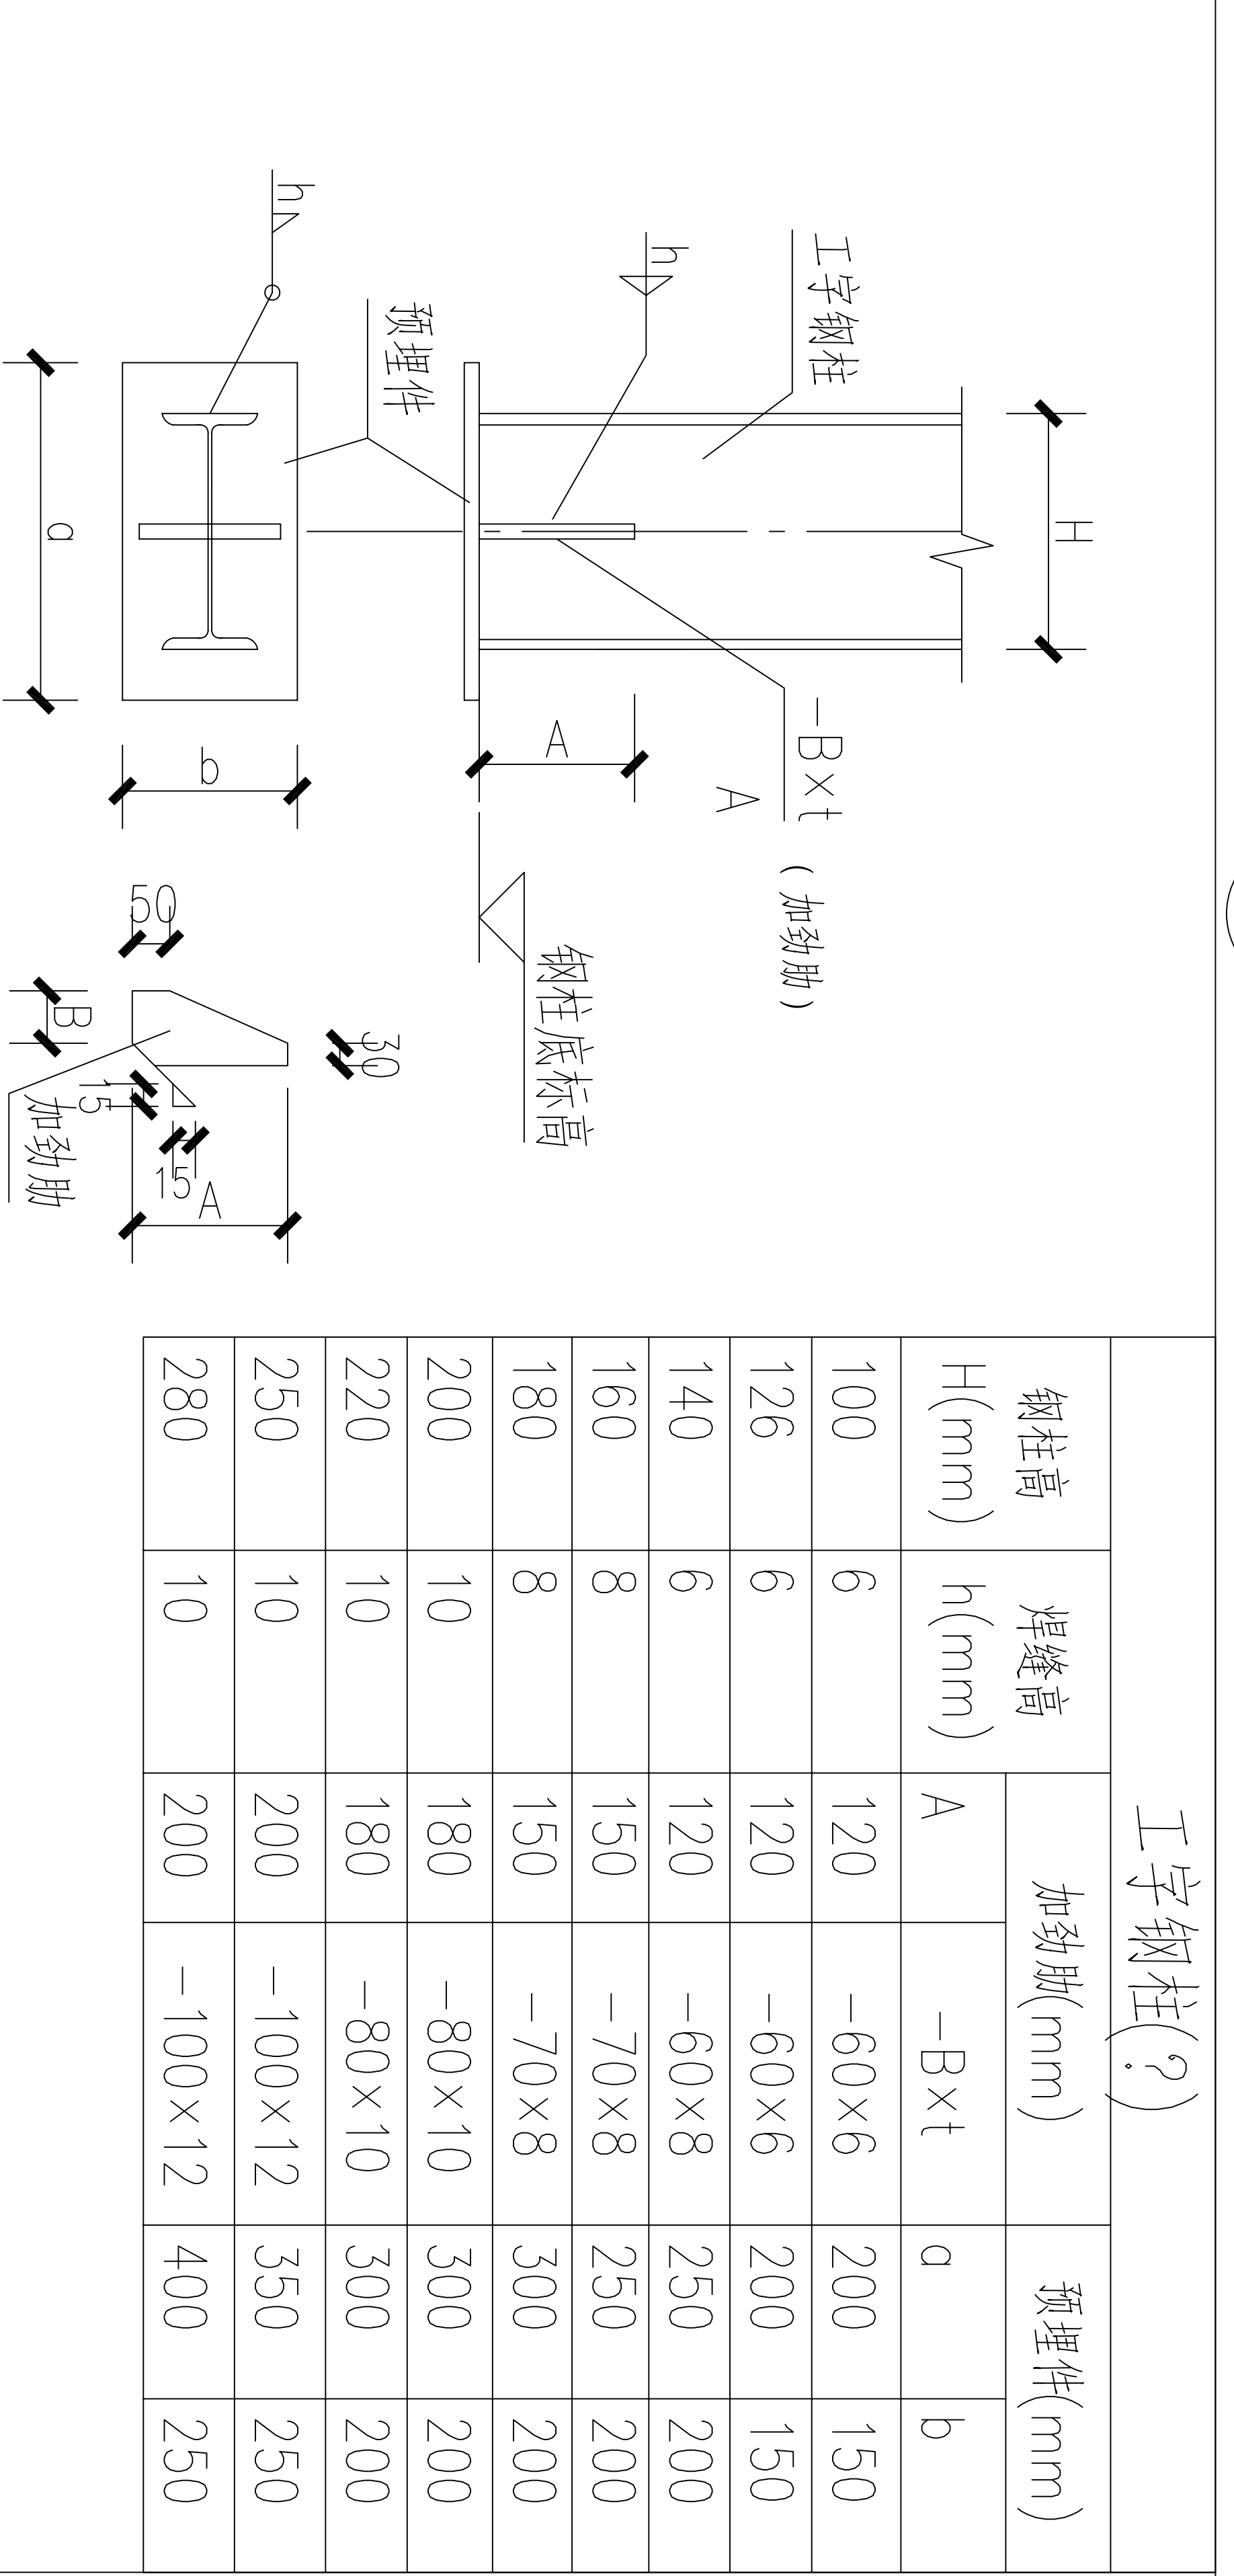 工字钢柱
H
h
预埋件
h
-B×t
A
(加劲肋)
A
钢柱底标高
a
b
50
B
30
15
15
A
加劲肋
工字钢柱(?)
钢柱高 焊缝高 加劲肋(mm) 预埋件(mm)
H(mm) h(mm) A -B×t a b
100 6 120 -60×6 200 150
126 6 120 -60×6 200 150
140 6 120 -60×8 250 200
160 8 150 -70×8 250 200
180 8 150 -70×8 300 200
200 10 180 -80×10 300 200
220 10 180 -80×10 300 200
250 10 200 -100×12 350 250
280 10 200 -100×12 400 250